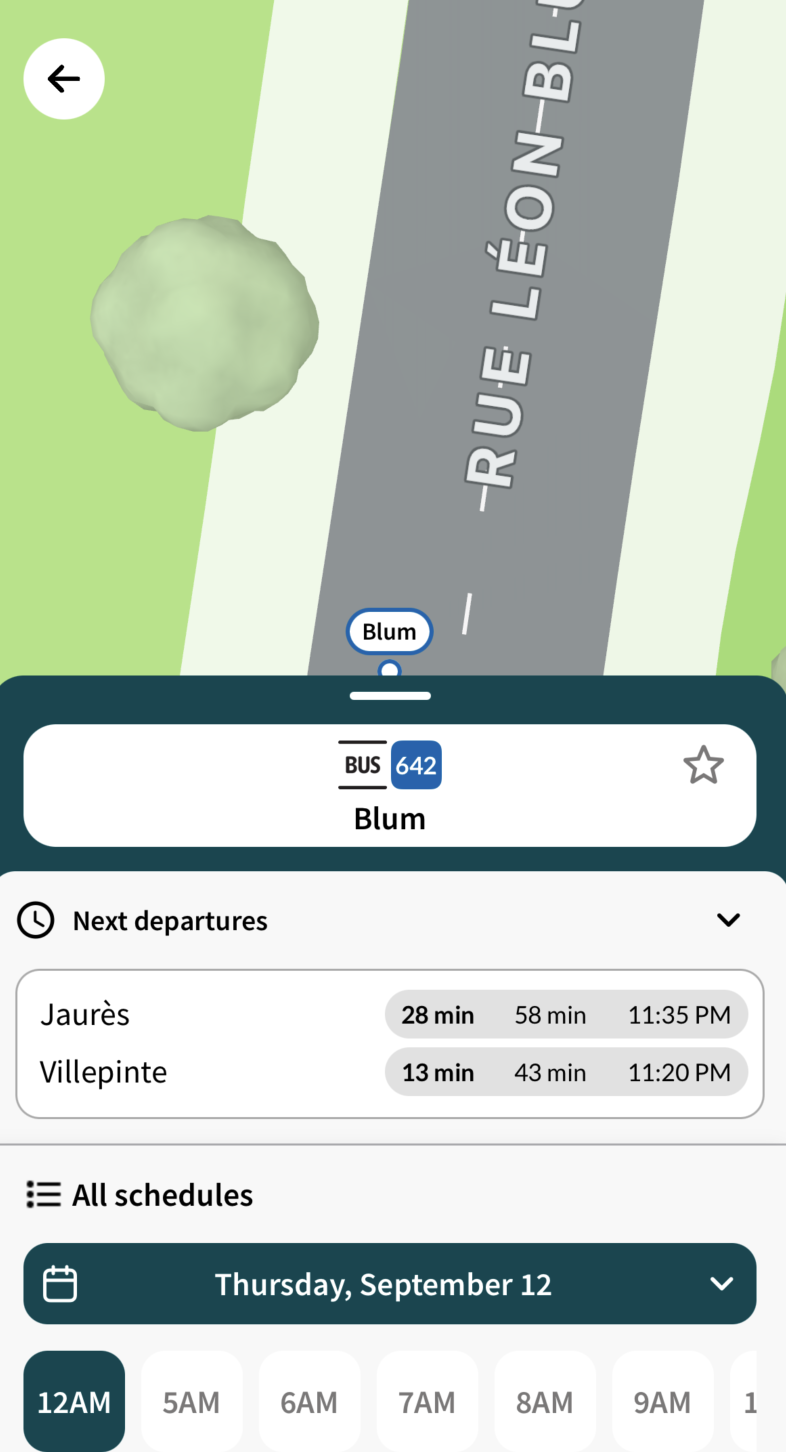 RUE LÉON BLU
Blum
BUS 642
Blum
Next departures
Jaurès 28 min 58 min 11:35 PM
Villepinte 13 min 43 min 11:20 PM
All schedules
Thursday, September 12
12AM 5AM 6AM 7AM 8AM 9AM 1